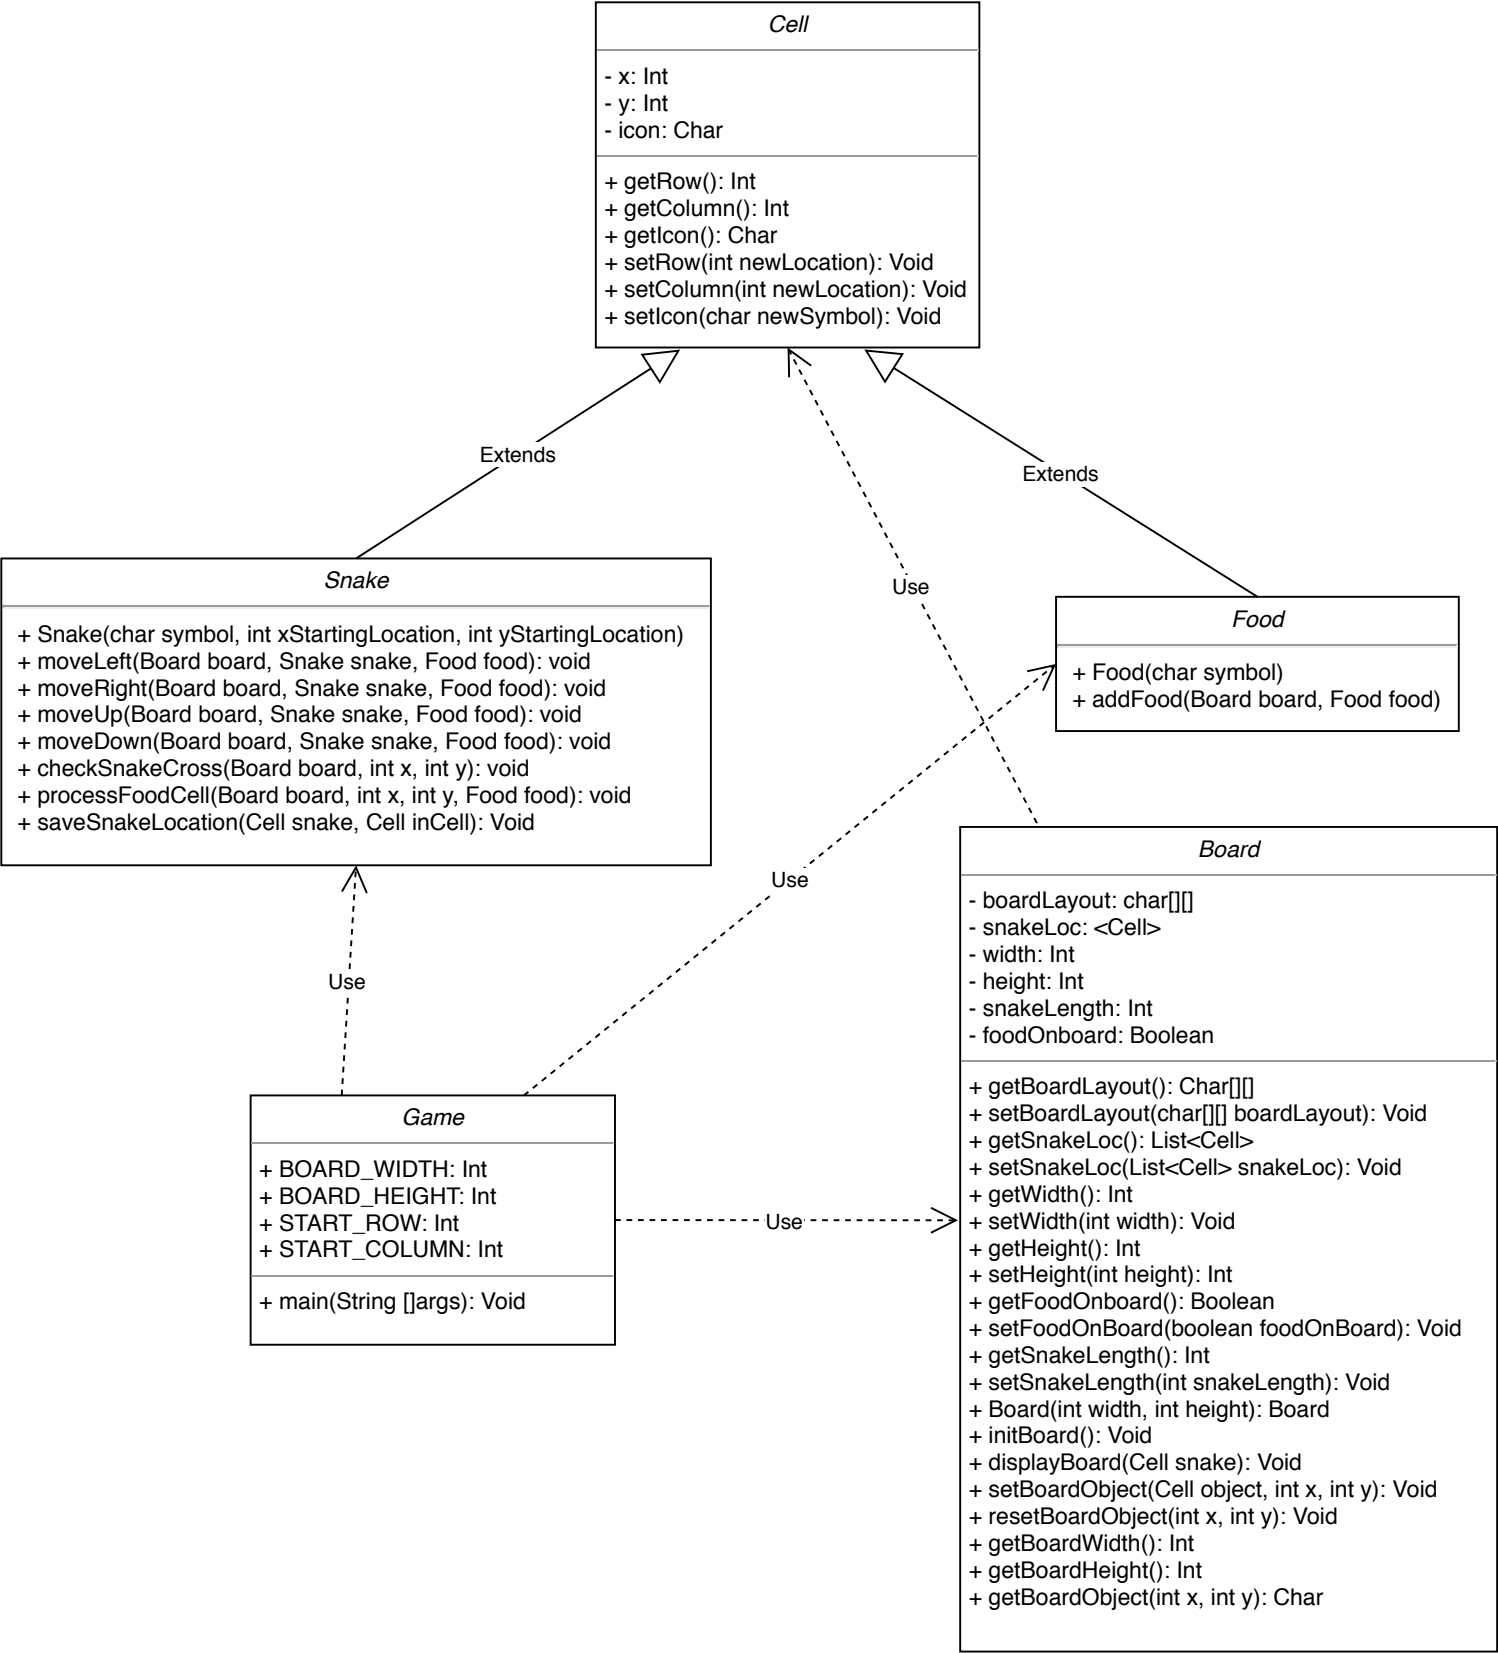 Cell
- x: Int
- y: Int
- icon: Char
+ getRow(): Int
+ getColumn(): Int
+ getIcon(): Char
+ setRow(int newLocation): Void
+ setColumn(int newLocation): Void
+ setIcon(char newSymbol): Void
Extends
Extends
Use
Snake
+ Snake(char symbol, int xStartingLocation, int yStartingLocation)
+ moveLeft(Board board, Snake snake, Food food): void
+ moveRight(Board board, Snake snake, Food food): void
+ moveUp(Board board, Snake snake, Food food): void
+ moveDown(Board board, Snake snake, Food food): void
+ checkSnakeCross(Board board, int x, int y): void
+ processFoodCell(Board board, int x, int y, Food food): void
+ saveSnakeLocation(Cell snake, Cell inCell): Void
Food
+ Food(char symbol)
+ addFood(Board board, Food food)
Use
Use
Game
+ BOARD_WIDTH: Int
+ BOARD_HEIGHT: Int
+ START_ROW: Int
+ START_COLUMN: Int
+ main(String []args): Void
Use
Board
- boardLayout: char[][]
- snakeLoc: <Cell>
- width: Int
- height: Int
- snakeLength: Int
- foodOnboard: Boolean
+ getBoardLayout(): Char[][]
+ setBoardLayout(char[][] boardLayout): Void
+ getSnakeLoc(): List<Cell>
+ setSnakeLoc(List<Cell> snakeLoc): Void
+ getWidth(): Int
+ setWidth(int width): Void
+ getHeight(): Int
+ setHeight(int height): Int
+ getFoodOnboard(): Boolean
+ setFoodOnBoard(boolean foodOnBoard): Void
+ getSnakeLength(): Int
+ setSnakeLength(int snakeLength): Void
+ Board(int width, int height): Board
+ initBoard(): Void
+ displayBoard(Cell snake): Void
+ setBoardObject(Cell object, int x, int y): Void
+ resetBoardObject(int x, int y): Void
+ getBoardWidth(): Int
+ getBoardHeight(): Int
+ getBoardObject(int x, int y): Char